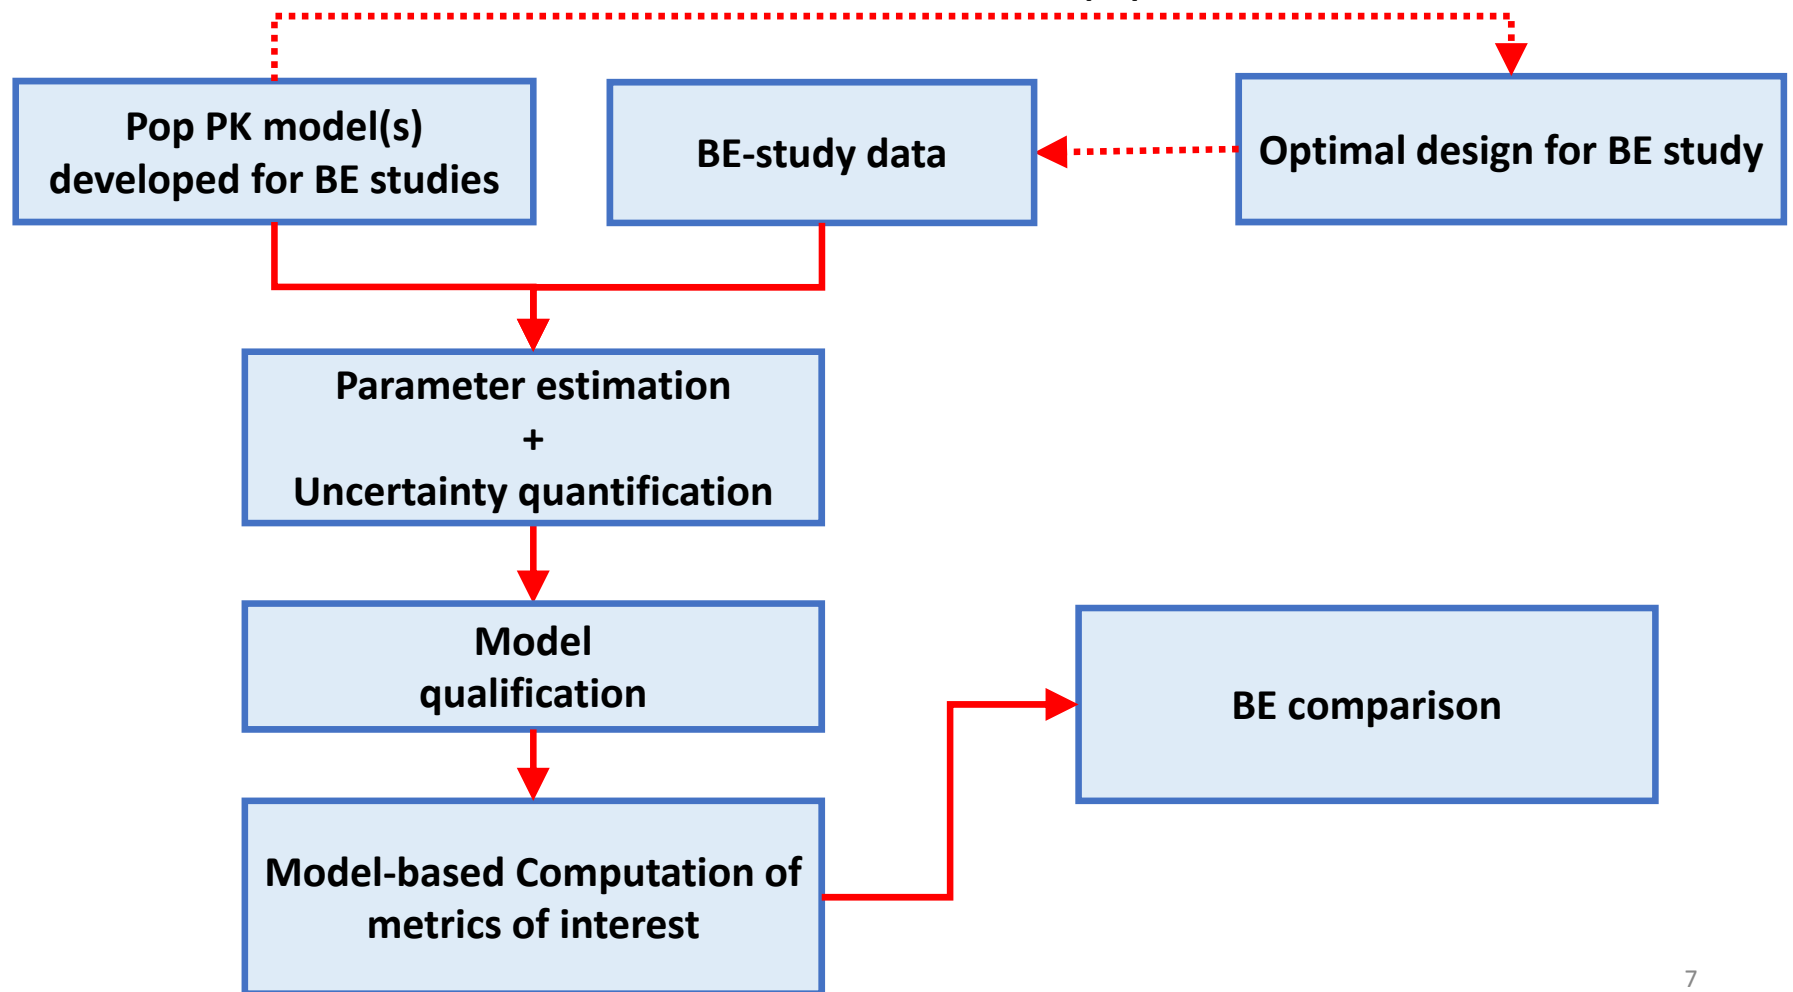 Pop PK model(s)
developed for BE studies
BE-study data
Optimal design for BE study
Parameter estimation
+
Uncertainty quantification
Model
qualification
BE comparison
Model-based Computation of
metrics of interest
7